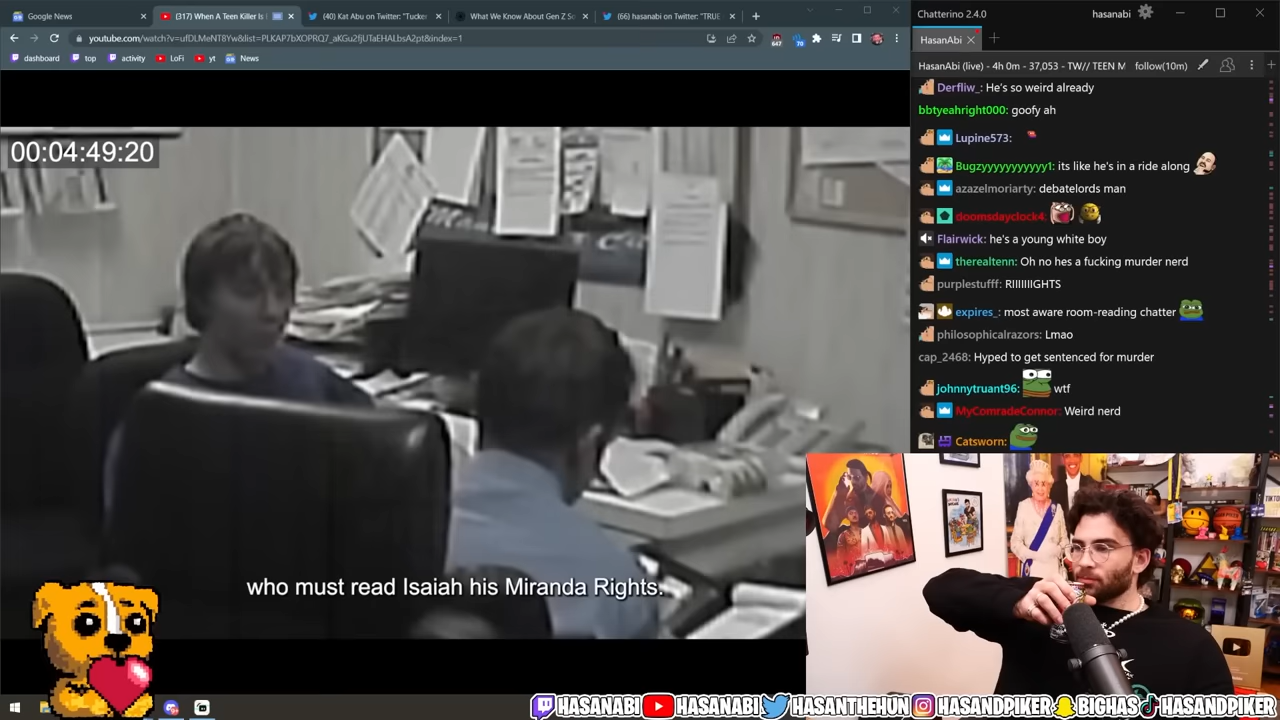 Google News
(317) When A Teen Killer Is
(40) Kat Abu on Twitter: "Tucker
What We Know About Gen Z So
(66) hasanabi on Twitter: "TRUE
Chatterino 2.4.0
hasanabi
youtube.com/watch?v=ufDLMeNT8Yw&list=PLKAP7bXOPRQ7_aKGu2fjUTaEHALbsA2pt&index=1
647
70
HasanAbi
dashboard
top
activity
LoFi
yt
News
HasanAbi (live) - 4h 0m - 37,053 - TW// TEEN M
follow(10m)
00:04:49:20
Derfliw_: He's so weird already
bbtyeahright000: goofy ah
Lupine573:
Bugzyyyyyyyyyyy1: its like he's in a ride along
azazelmoriarty: debatelords man
doomsdayclock4:
Flairwick: he's a young white boy
therealtenn: Oh no hes a fucking murder nerd
purplestufff: RIIIIIIIGHTS
expires_: most aware room-reading chatter
philosophicalrazors: Lmao
cap_2468: Hyped to get sentenced for murder
johnnytruant96: wtf
MyComradeConnor: Weird nerd
Catsworn:
who must read Isaiah his Miranda Rights.
HASANABI
HASANABI
HASANTHEHUN
HASANDPIKER
BIGHAS
HASANDPIKER